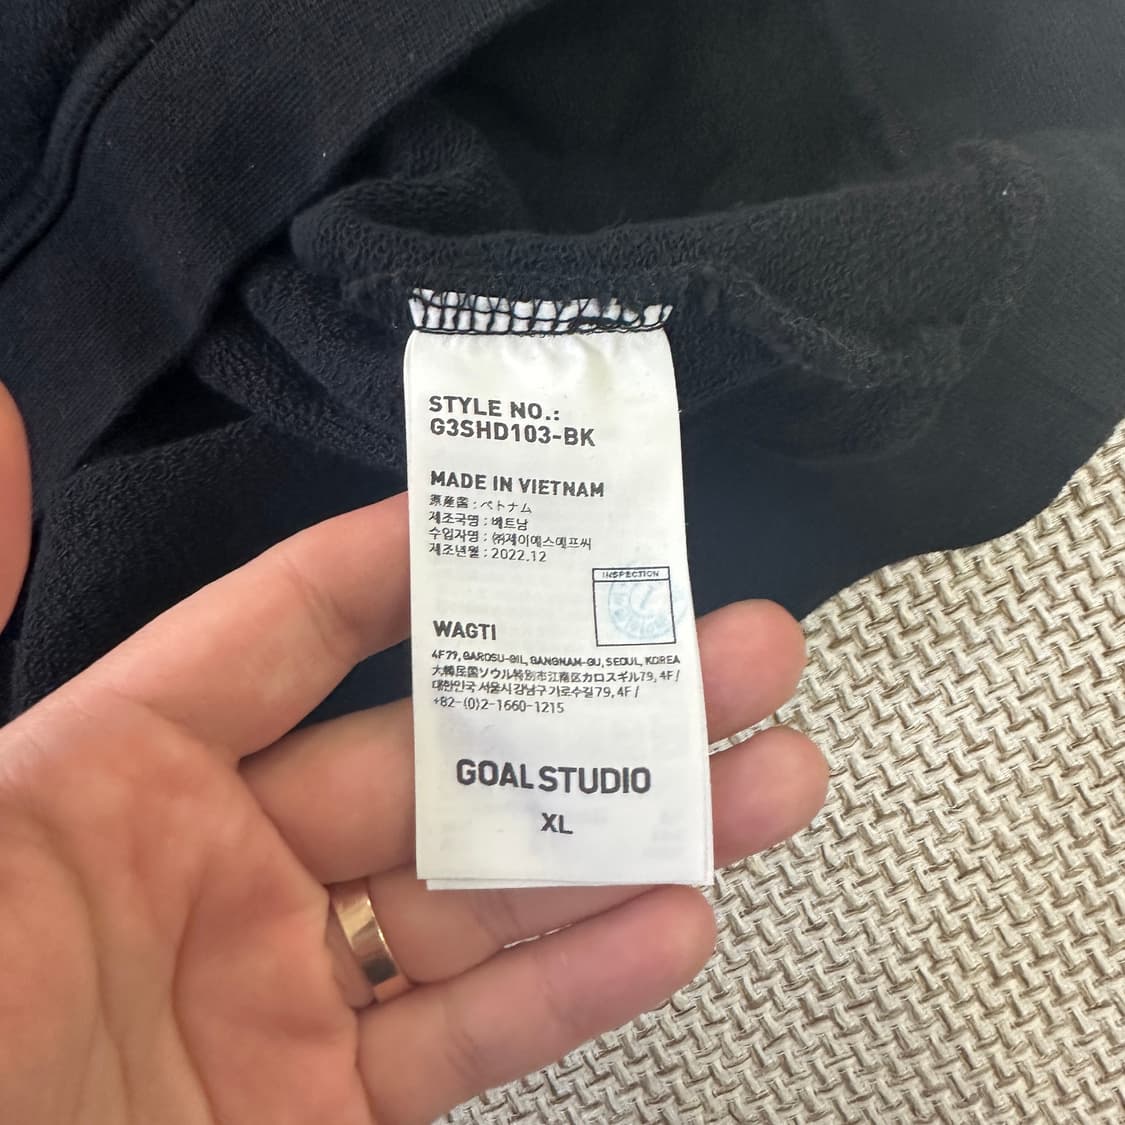 STYLE NO.:
G3SHD103-BK
MADE IN VIETNAM
原産国 : ベトナム
제조국명 : 베트남
수입자명 : ㈜제이에스에프씨
제조년월 : 2022.12
INSPECTION
WAGTI
4F 79, GAROSU-GIL, GANGNAM-GU, SEOUL, KOREA
大韓民国ソウル特別市江南区カロスギル79, 4F /
대한민국 서울시 강남구 가로수길 79, 4F /
+82-(0)2-1660-1215
GOALSTUDIO
XL